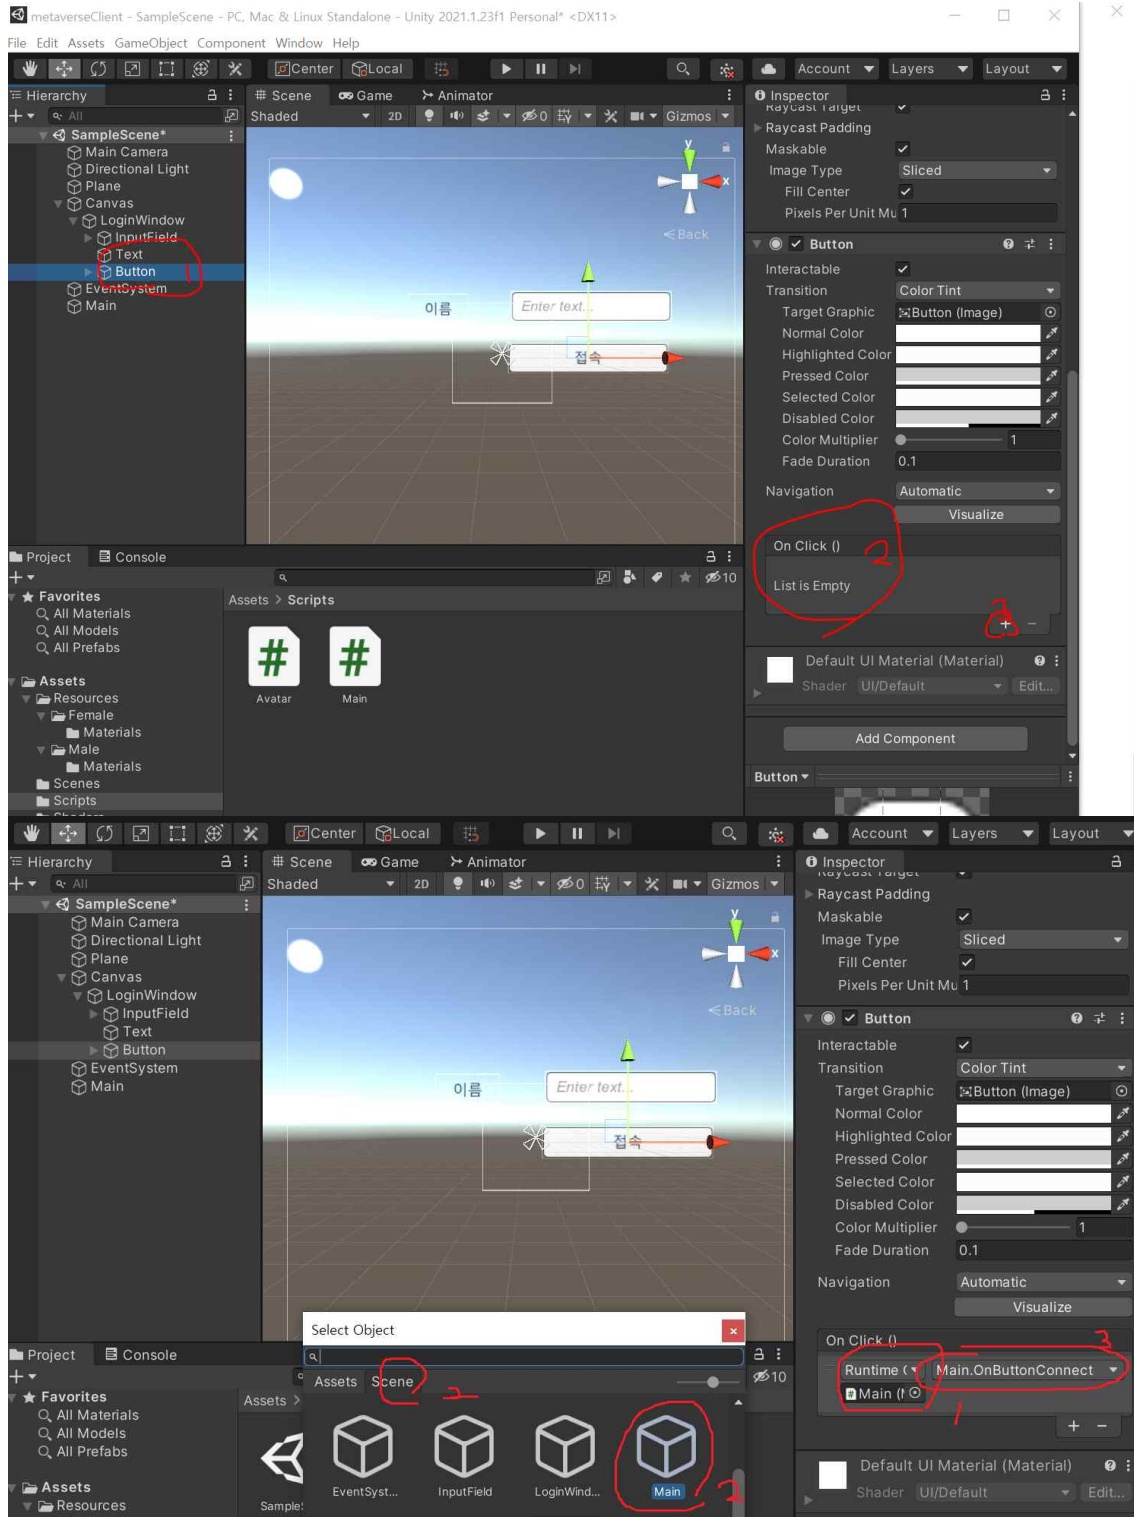 metaverseClient - SampleScene - PC, Mac & Linux Standalone - Unity 2021.1.23f1 Personal* <DX11>
File Edit Assets GameObject Component Window Help
Center Local Account Layers Layout
Hierarchy
All
SampleScene*
Main Camera
Directional Light
Plane
Canvas
LoginWindow
InputField
Text
Button 1
EventSystem
Main
Scene Game Animator
Shaded 2D 0 Gizmos
y
x
Back
이름 Enter text...
접속
Inspector
Raycast Target
Raycast Padding
Maskable
Image Type Sliced
Fill Center
Pixels Per Unit Mu 1
Button
Interactable
Transition Color Tint
Target Graphic Button (Image)
Normal Color
Highlighted Color
Pressed Color
Selected Color
Disabled Color
Color Multiplier 1
Fade Duration 0.1
Navigation Automatic
Visualize
On Click () 2
List is Empty
3
+ −
Default UI Material (Material)
Shader UI/Default Edit...
Add Component
Button
Project Console
10
Favorites
All Materials
All Models
All Prefabs
Assets
Resources
Female
Materials
Male
Materials
Scenes
Scripts
Assets > Scripts
Avatar Main
Center Local Account Layers Layout
Hierarchy
All
SampleScene*
Main Camera
Directional Light
Plane
Canvas
LoginWindow
InputField
Text
Button
EventSystem
Main
Scene Game Animator
Shaded 2D 0 Gizmos
y
x
Back
이름 Enter text...
접속
Inspector
Raycast Target
Raycast Padding
Maskable
Image Type Sliced
Fill Center
Pixels Per Unit Mu 1
Button
Interactable
Transition Color Tint
Target Graphic Button (Image)
Normal Color
Highlighted Color
Pressed Color
Selected Color
Disabled Color
Color Multiplier 1
Fade Duration 0.1
Navigation Automatic
Visualize
On Click () 3
Runtime Main.OnButtonConnect
Main 1
+ −
Default UI Material (Material)
Shader UI/Default Edit...
Project Console
10
Favorites
All Materials
All Models
All Prefabs
Assets
Resources
Assets >
Select Object
Assets Scene 2
EventSyst... InputField LoginWind... Main 2